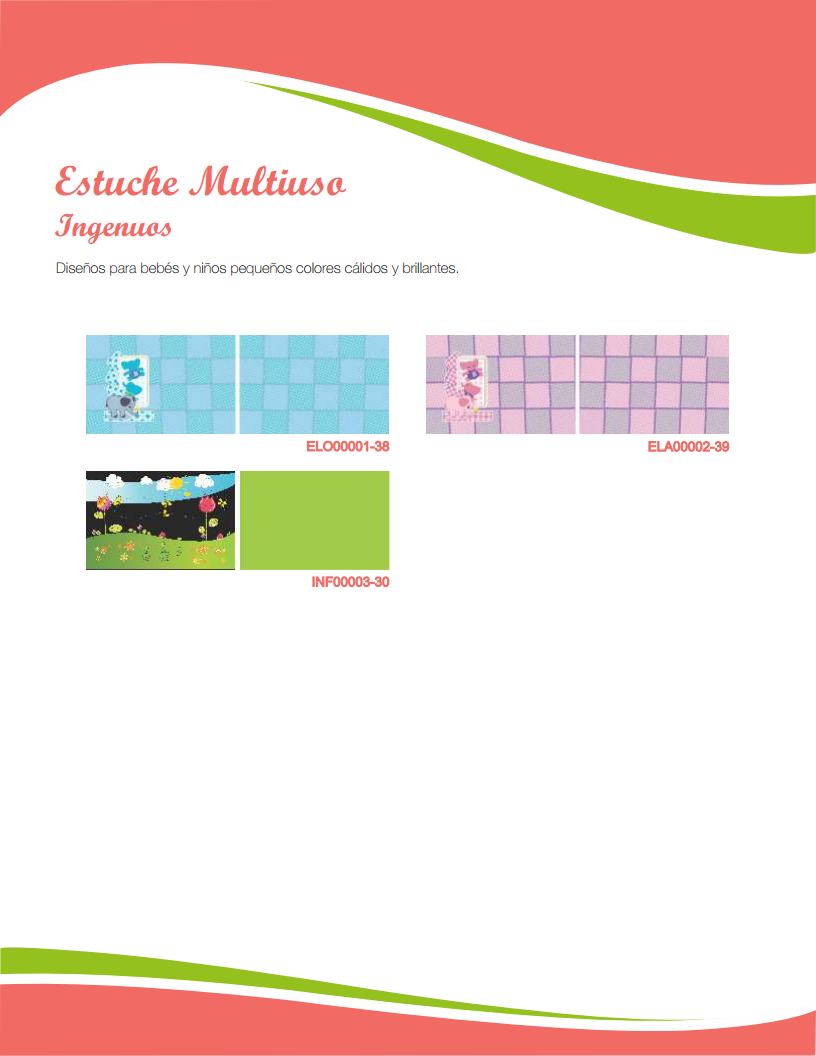 Estuche Multiuso
Ingenuos
Diseños para bebés y niños pequeños colores cálidos y brillantes.
ELO00001-38
ELA00002-39
INF00003-30